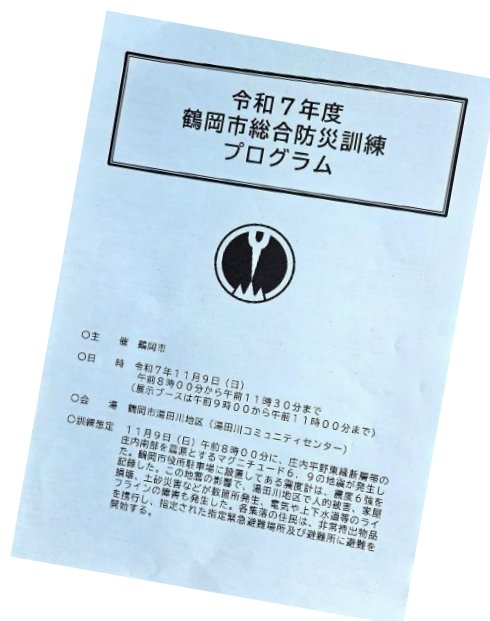 令和7年度
鶴岡市総合防災訓練
プログラム
○主　催　鶴岡市
○日　時　令和7年11月9日（日）
午前8時00分から午前11時30分まで
（展示ブースは午前9時00分から午前11時00分まで）
○会　場　鶴岡市湯田川地区（湯田川コミュニティセンター）
○訓練想定　11月9日（日）午前8時00分に、庄内平野東縁断層帯の
庄内南部を震源とするマグニチュード6．9の地震が発生し
た。鶴岡市役所駐車場に設置してある震度計は、震度6強を
記録した。この地震の影響で、湯田川地区で人的被害、家屋
損壊、土砂災害などが数箇所発生、電気や上下水道等のライ
フラインの障害も発生した。各集落の住民は、非常持出物品
を携行し、指定された指定緊急避難場所及び避難所に避難を
開始する。